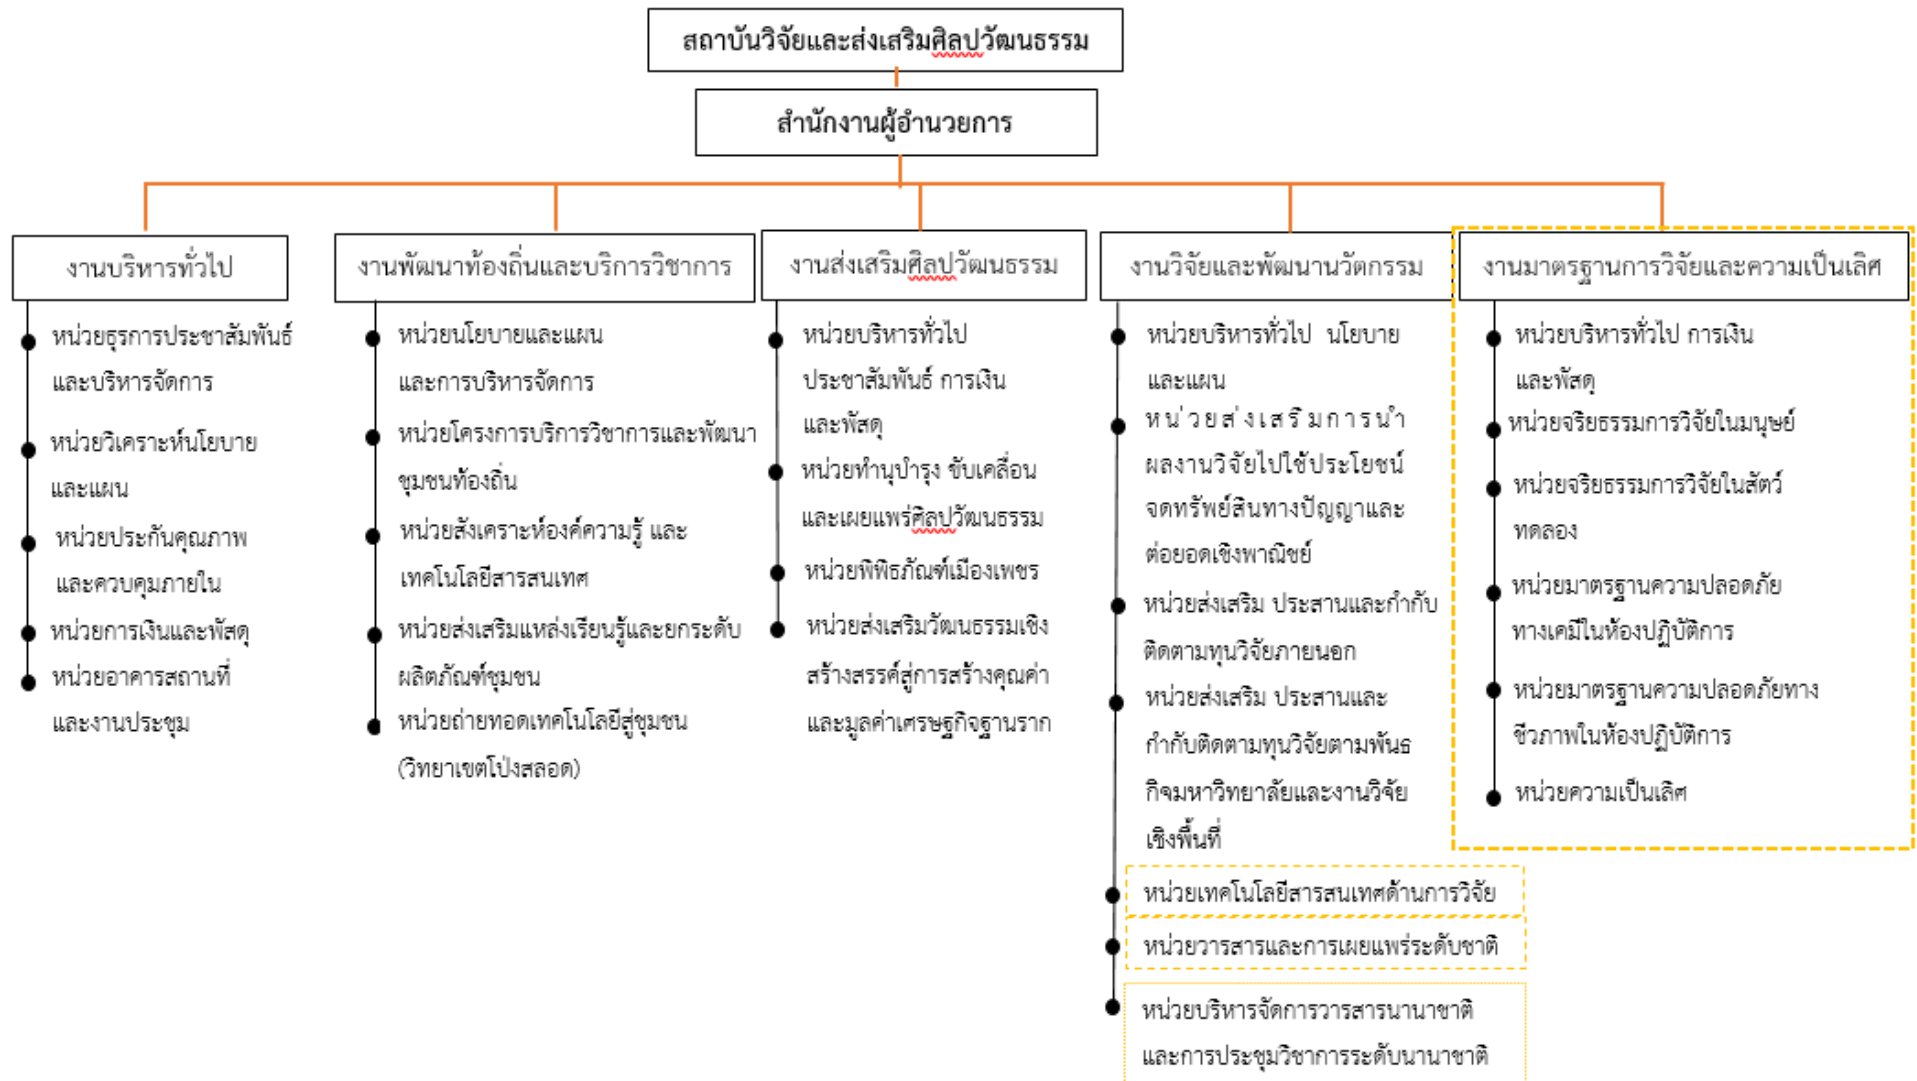 สถาบันวิจัยและส่งเสริมศิลปวัฒนธรรม
สำนักงานผู้อำนวยการ
งานบริหารทั่วไป
หน่วยธุรการประชาสัมพันธ์
และบริหารจัดการ
หน่วยวิเคราะห์นโยบาย
และแผน
หน่วยประกันคุณภาพ
และควบคุมภายใน
หน่วยการเงินและพัสดุ
หน่วยอาคารสถานที่
และงานประชุม
งานพัฒนาท้องถิ่นและบริการวิชาการ
หน่วยนโยบายและแผน
และการบริหารจัดการ
หน่วยโครงการบริการวิชาการและพัฒนา
ชุมชนท้องถิ่น
หน่วยสังเคราะห์องค์ความรู้ และ
เทคโนโลยีสารสนเทศ
หน่วยส่งเสริมแหล่งเรียนรู้และยกระดับ
ผลิตภัณฑ์ชุมชน
หน่วยถ่ายทอดเทคโนโลยีสู่ชุมชน
(วิทยาเขตโป่งสลอด)
งานส่งเสริมศิลปวัฒนธรรม
หน่วยบริหารทั่วไป
ประชาสัมพันธ์ การเงิน
และพัสดุ
หน่วยทำนุบำรุง ขับเคลื่อน
และเผยแพร่ศิลปวัฒนธรรม
หน่วยพิพิธภัณฑ์เมืองเพชร
หน่วยส่งเสริมวัฒนธรรมเชิง
สร้างสรรค์สู่การสร้างคุณค่า
และมูลค่าเศรษฐกิจฐานราก
งานวิจัยและพัฒนานวัตกรรม
หน่วยบริหารทั่วไป นโยบาย
และแผน
หน่วยส่งเสริมการนำ
ผลงานวิจัยไปใช้ประโยชน์
จดทรัพย์สินทางปัญญาและ
ต่อยอดเชิงพาณิชย์
หน่วยส่งเสริม ประสานและกำกับ
ติดตามทุนวิจัยภายนอก
หน่วยส่งเสริม ประสานและ
กำกับติดตามทุนวิจัยตามพันธ
กิจมหาวิทยาลัยและงานวิจัย
เชิงพื้นที่
หน่วยเทคโนโลยีสารสนเทศด้านการวิจัย
หน่วยวารสารและการเผยแพร่ระดับชาติ
หน่วยบริหารจัดการวารสารนานาชาติ
และการประชุมวิชาการระดับนานาชาติ
งานมาตรฐานการวิจัยและความเป็นเลิศ
หน่วยบริหารทั่วไป การเงิน
และพัสดุ
หน่วยจริยธรรมการวิจัยในมนุษย์
หน่วยจริยธรรมการวิจัยในสัตว์
ทดลอง
หน่วยมาตรฐานความปลอดภัย
ทางเคมีในห้องปฏิบัติการ
หน่วยมาตรฐานความปลอดภัยทาง
ชีวภาพในห้องปฏิบัติการ
หน่วยความเป็นเลิศ